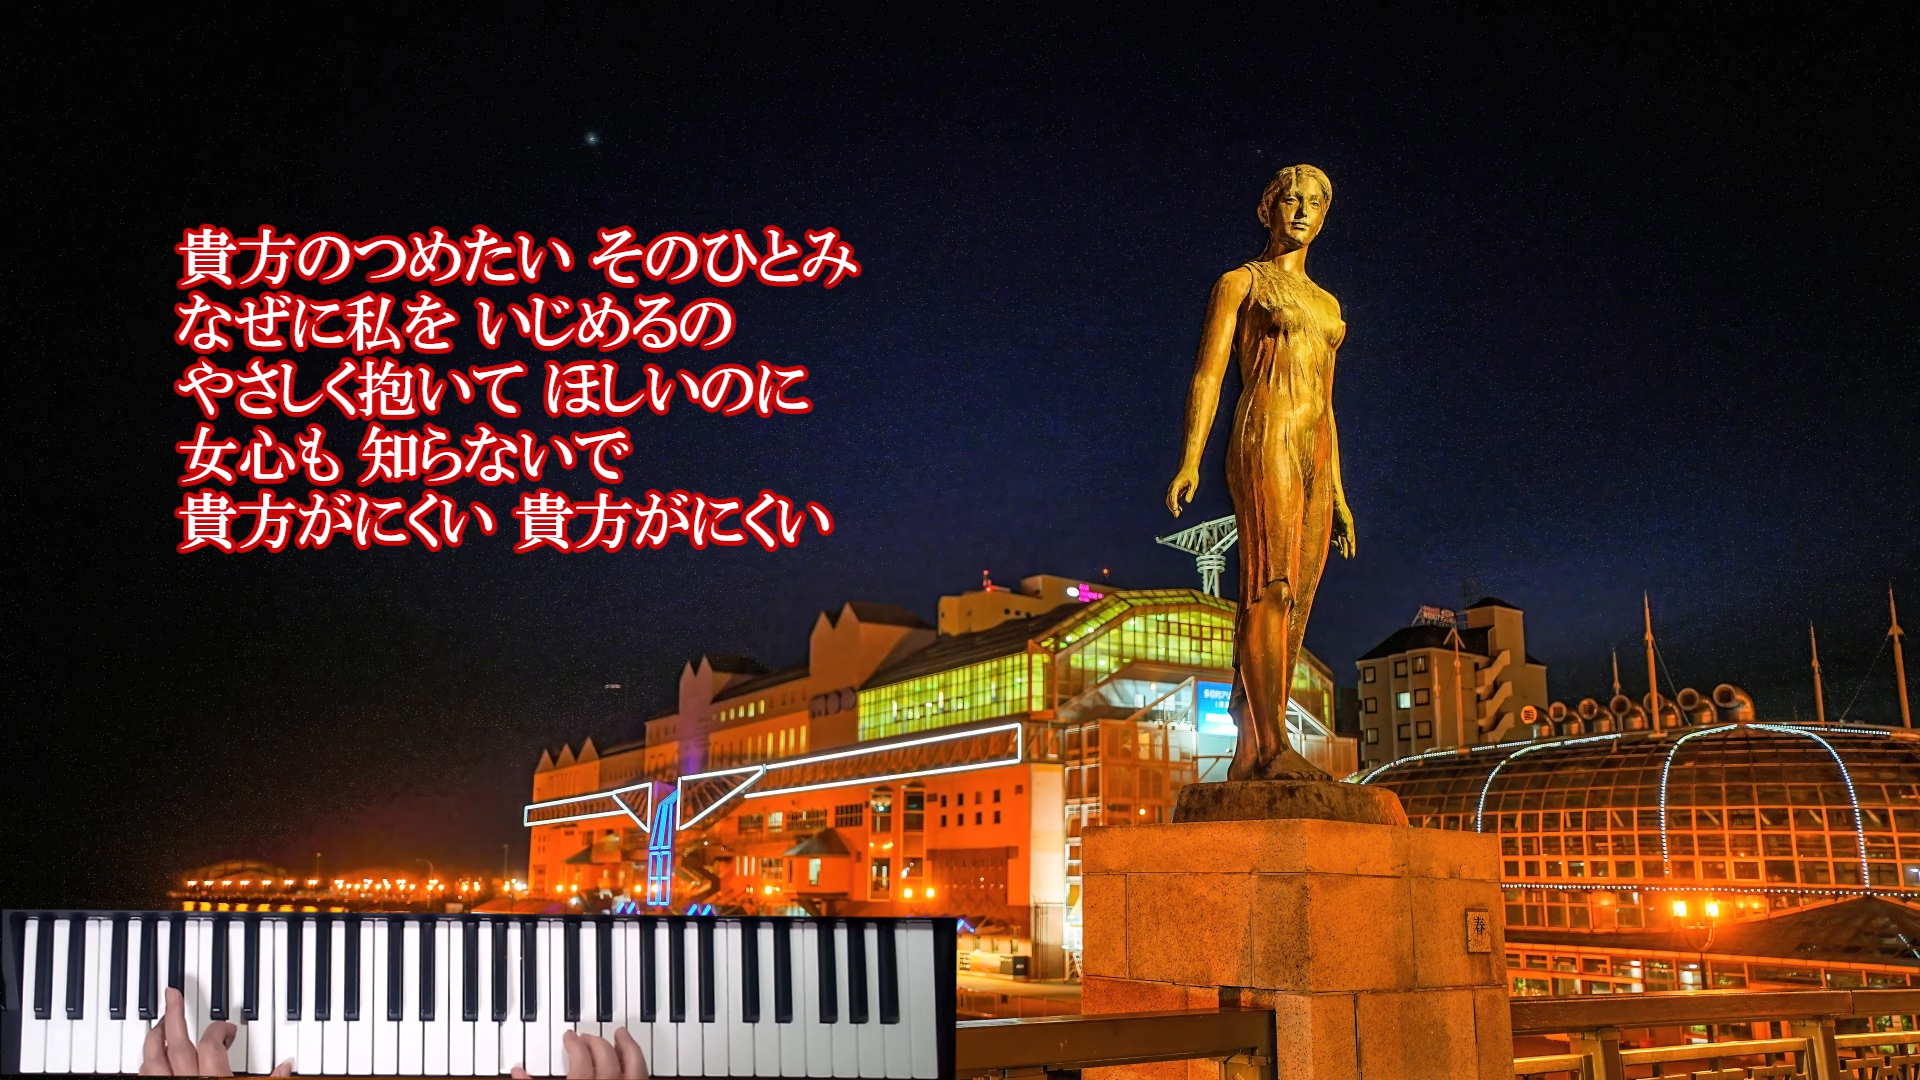 貴方のつめたい そのひとみ
なぜに私を いじめるの
やさしく抱いて ほしいのに
女心も 知らないで
貴方がにくい 貴方がにくい
春